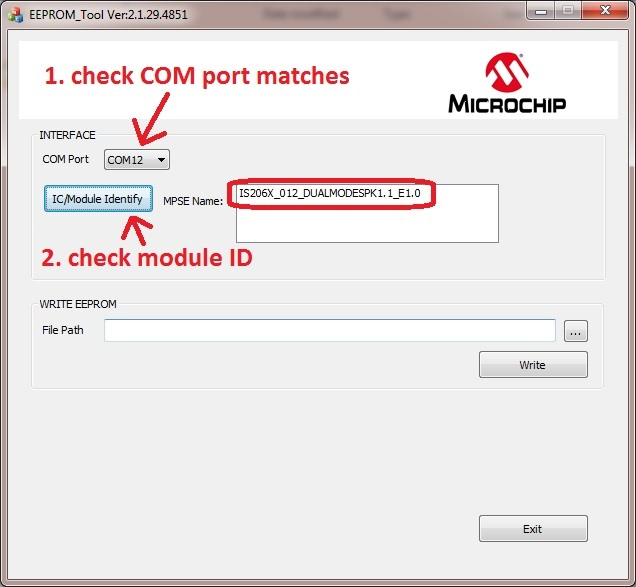 EEPROM_Tool Ver:2.1.29.4851
1. check COM port matches
MICROCHIP
INTERFACE
COM Port
COM12
IC/Module Identify
MPSE Name:
IS206X_012_DUALMODESPK1.1_E1.0
2. check module ID
WRITE EEPROM
File Path
...
Write
Exit